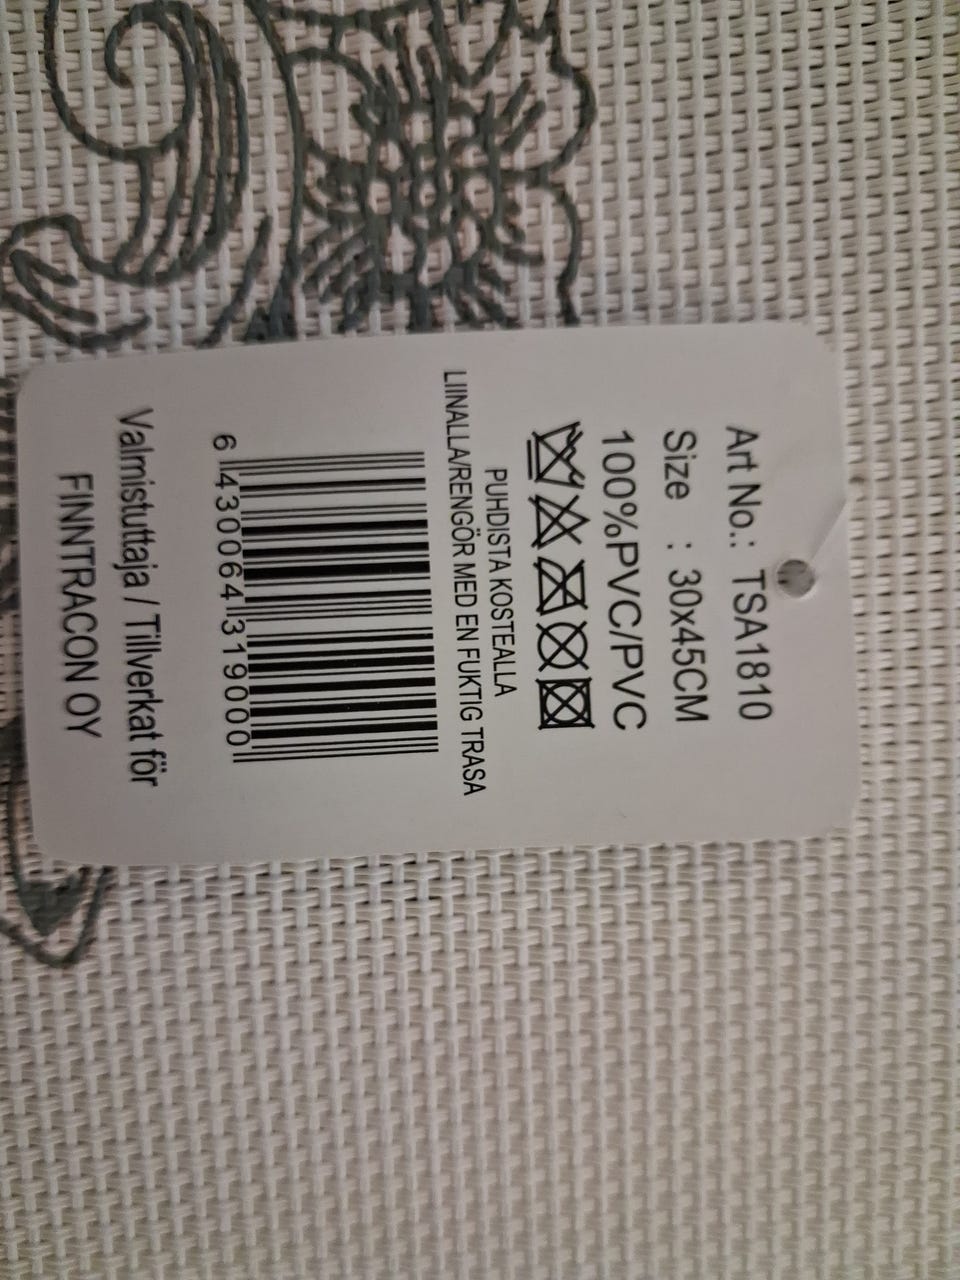 Art No.: TSA1810
Size : 30x45CM
100%PVC/PVC
PUHDISTA KOSTEALLA
LIINALLA/RENGÖR MED EN FUKTIG TRASA
6 430064 319000
Valmistuttaja / Tillverkat för
FINNTRACON OY